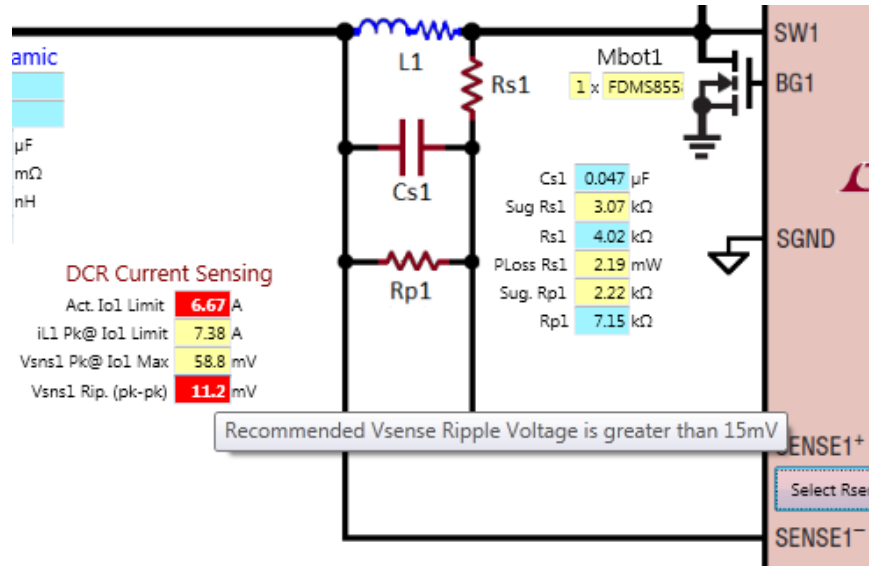 SW1
amic
L1
Mbot1
Rs1
1 x FDMS855
BG1
µF
mΩ
nH
Cs1
Cs1 0.047 µF
Sug Rs1 3.07 kΩ
Rs1 4.02 kΩ
PLoss Rs1 2.19 mW
Sug. Rp1 2.22 kΩ
Rp1 7.15 kΩ
SGND
DCR Current Sensing
Rp1
Act. Io1 Limit 6.67 A
iL1 Pk@ Io1 Limit 7.38 A
Vsns1 Pk@ Io1 Max 58.8 mV
Vsns1 Rip. (pk-pk) 11.2 mV
Recommended Vsense Ripple Voltage is greater than 15mV
SENSE1+
Select Rse
SENSE1−